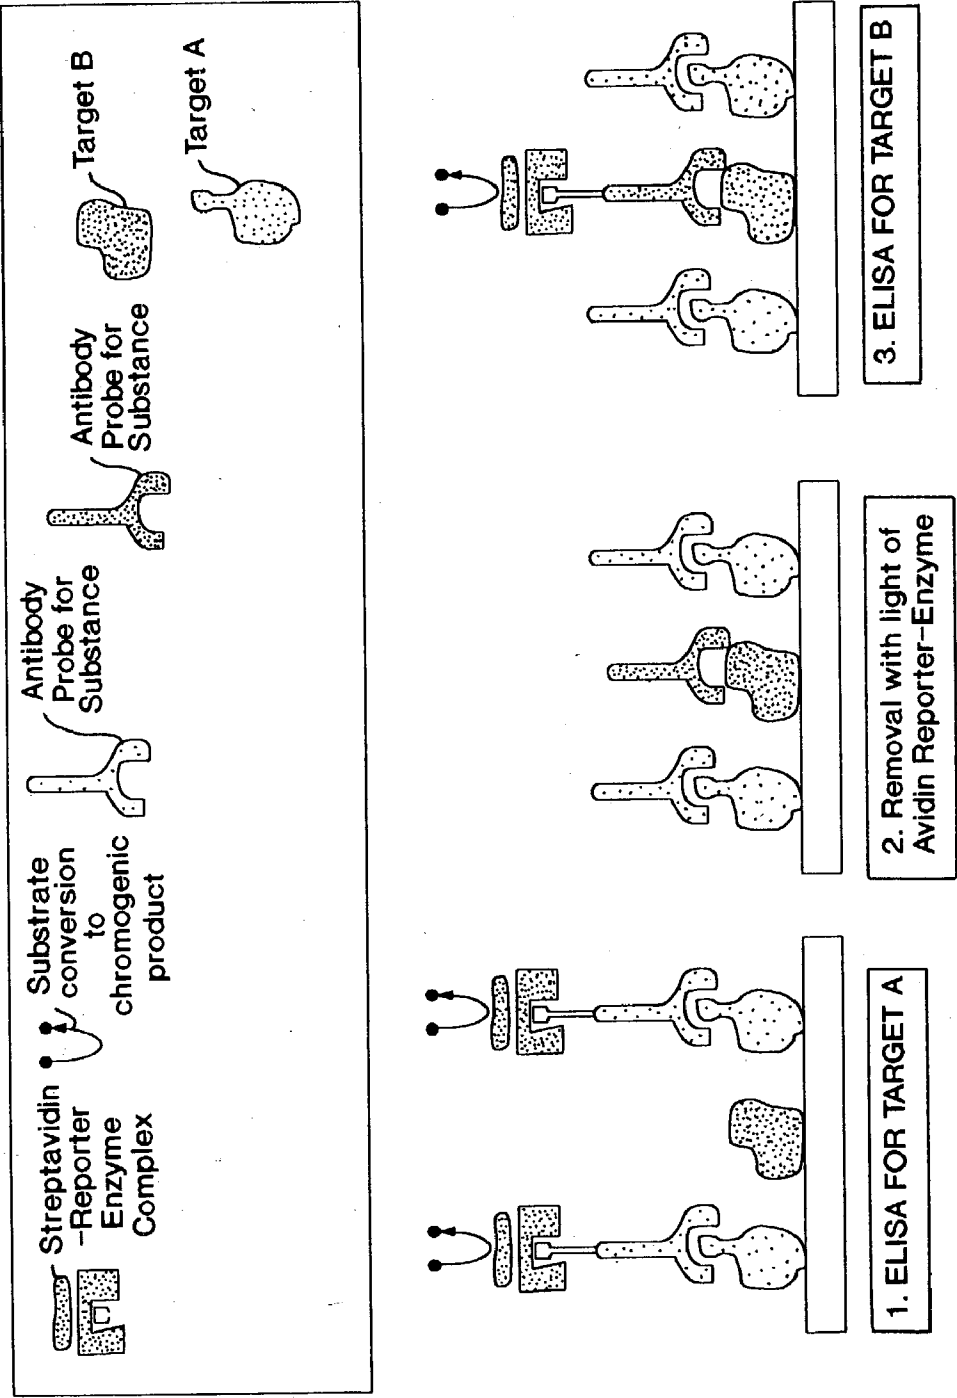 Streptavidin
-Reporter
Enzyme
Complex
Substrate
conversion
to
chromogenic
product
Antibody
Probe for
Substance
Antibody
Probe for
Substance
Target B
Target A
1. ELISA FOR TARGET A
2. Removal with light of
Avidin Reporter-Enzyme
3. ELISA FOR TARGET B